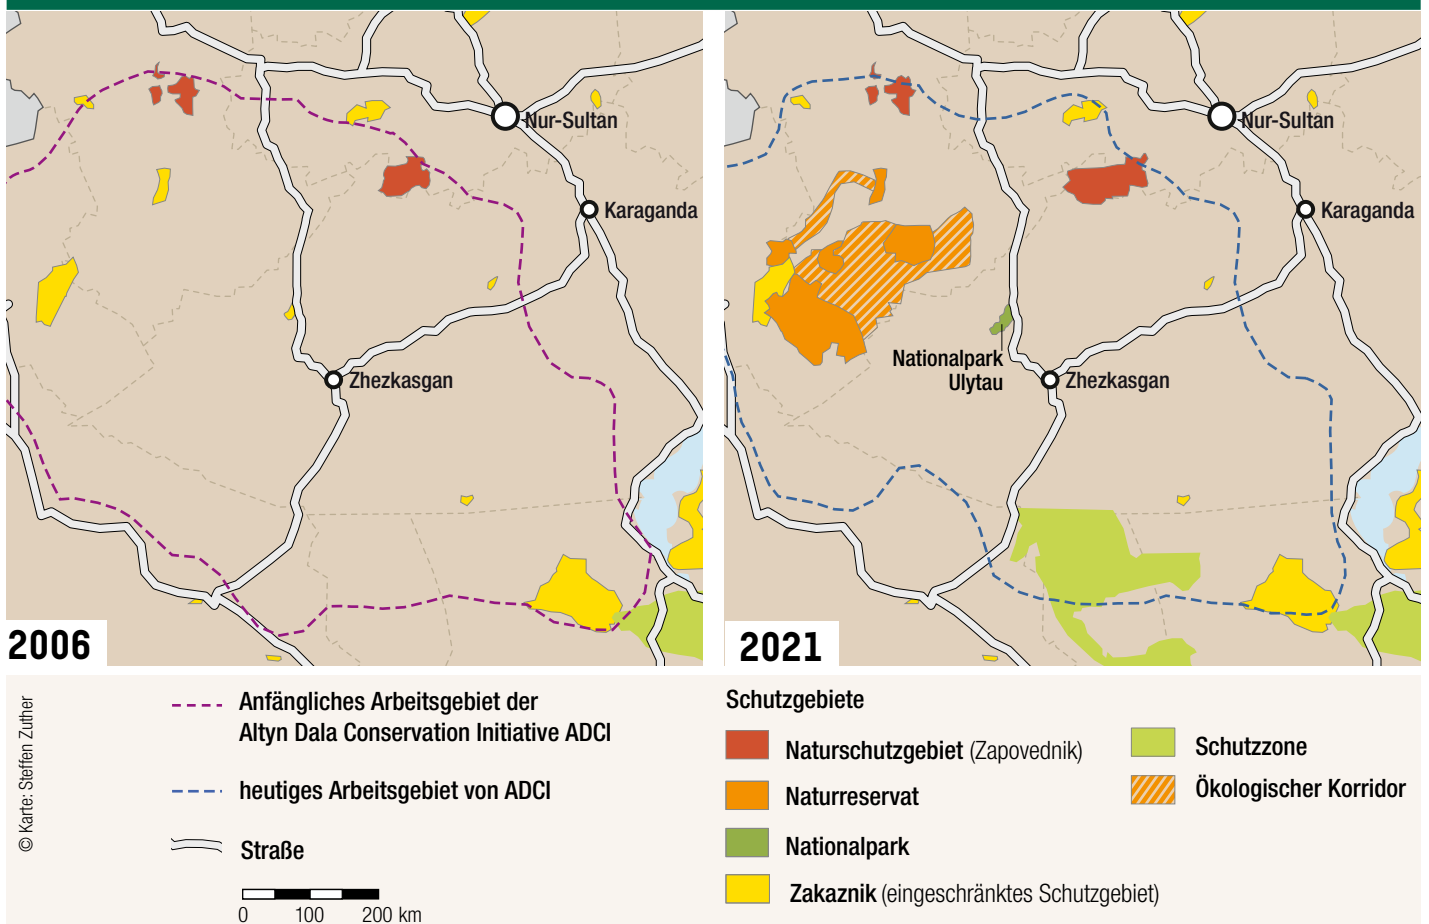 Nur-Sultan
Karaganda
Zhezkasgan
2006
Nur-Sultan
Karaganda
Nationalpark
Ulytau
Zhezkasgan
2021
© Karte: Steffen Zuther
Anfängliches Arbeitsgebiet der
Altyn Dala Conservation Initiative ADCI
heutiges Arbeitsgebiet von ADCI
Straße
0 100 200 km
Schutzgebiete
Naturschutzgebiet (Zapovednik)
Naturreservat
Nationalpark
Zakaznik (eingeschränktes Schutzgebiet)
Schutzzone
Ökologischer Korridor